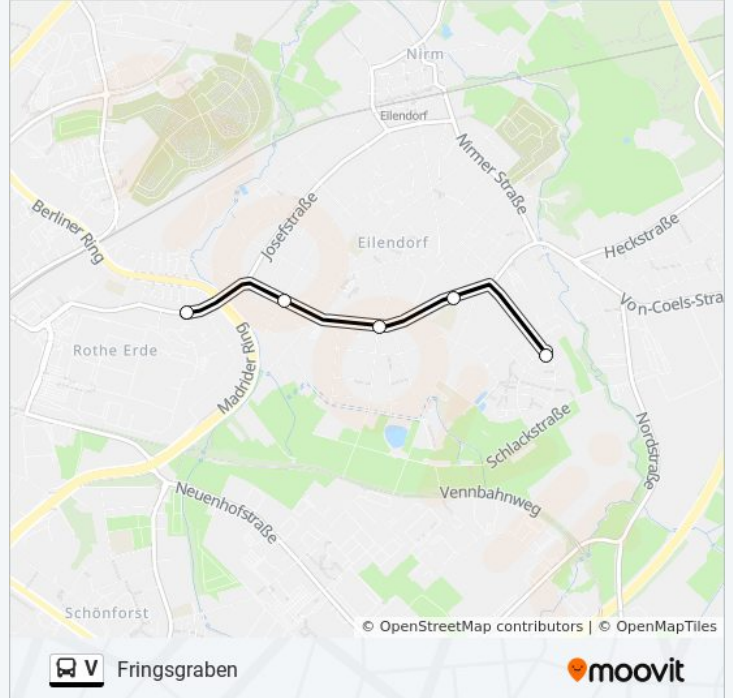 Nirm
Eilendorf
Nirmer Straße
Josefstraße
Berliner Ring
Eilendorf
Heckstraße
Von-Coels-Stra
Rothe Erde
Madrider Ring
Schlackstraße
Nordstraße
Vennbahnweg
Neuenhofstraße
Schönforst
© OpenStreetMap contributors | © OpenMapTiles
V Fringsgraben
moovit